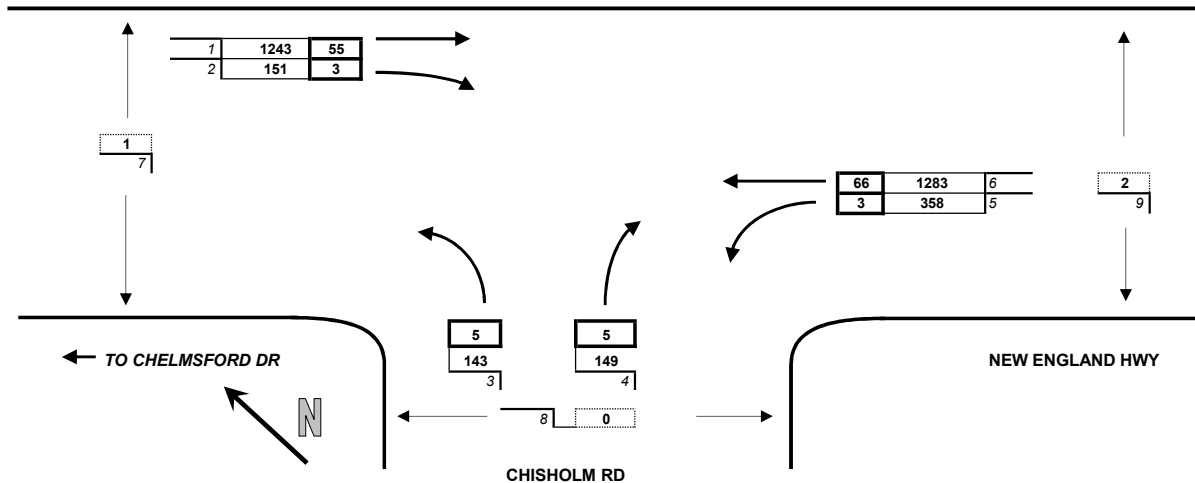 1 1243 55
2 151 3
1
7
66 1283 6
3 358 5
2
9
5 5
143 149
3 4
TO CHELMSFORD DR
NEW ENGLAND HWY
N
8 0
CHISHOLM RD